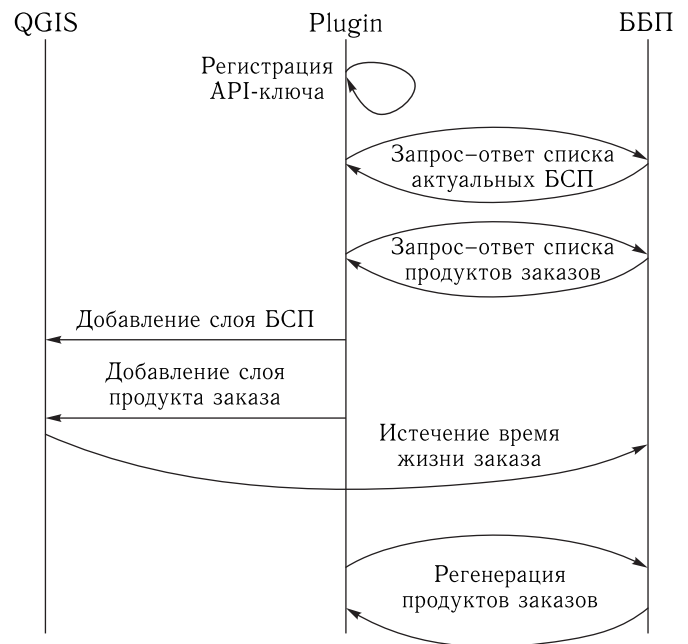 QGIS Plugin ББП
Регистрация
API-ключа
Запрос–ответ списка
актуальных БСП
Запрос–ответ списка
продуктов заказов
Добавление слоя БСП
Добавление слоя
продукта заказа
Истечение время
жизни заказа
Регенерация
продуктов заказов